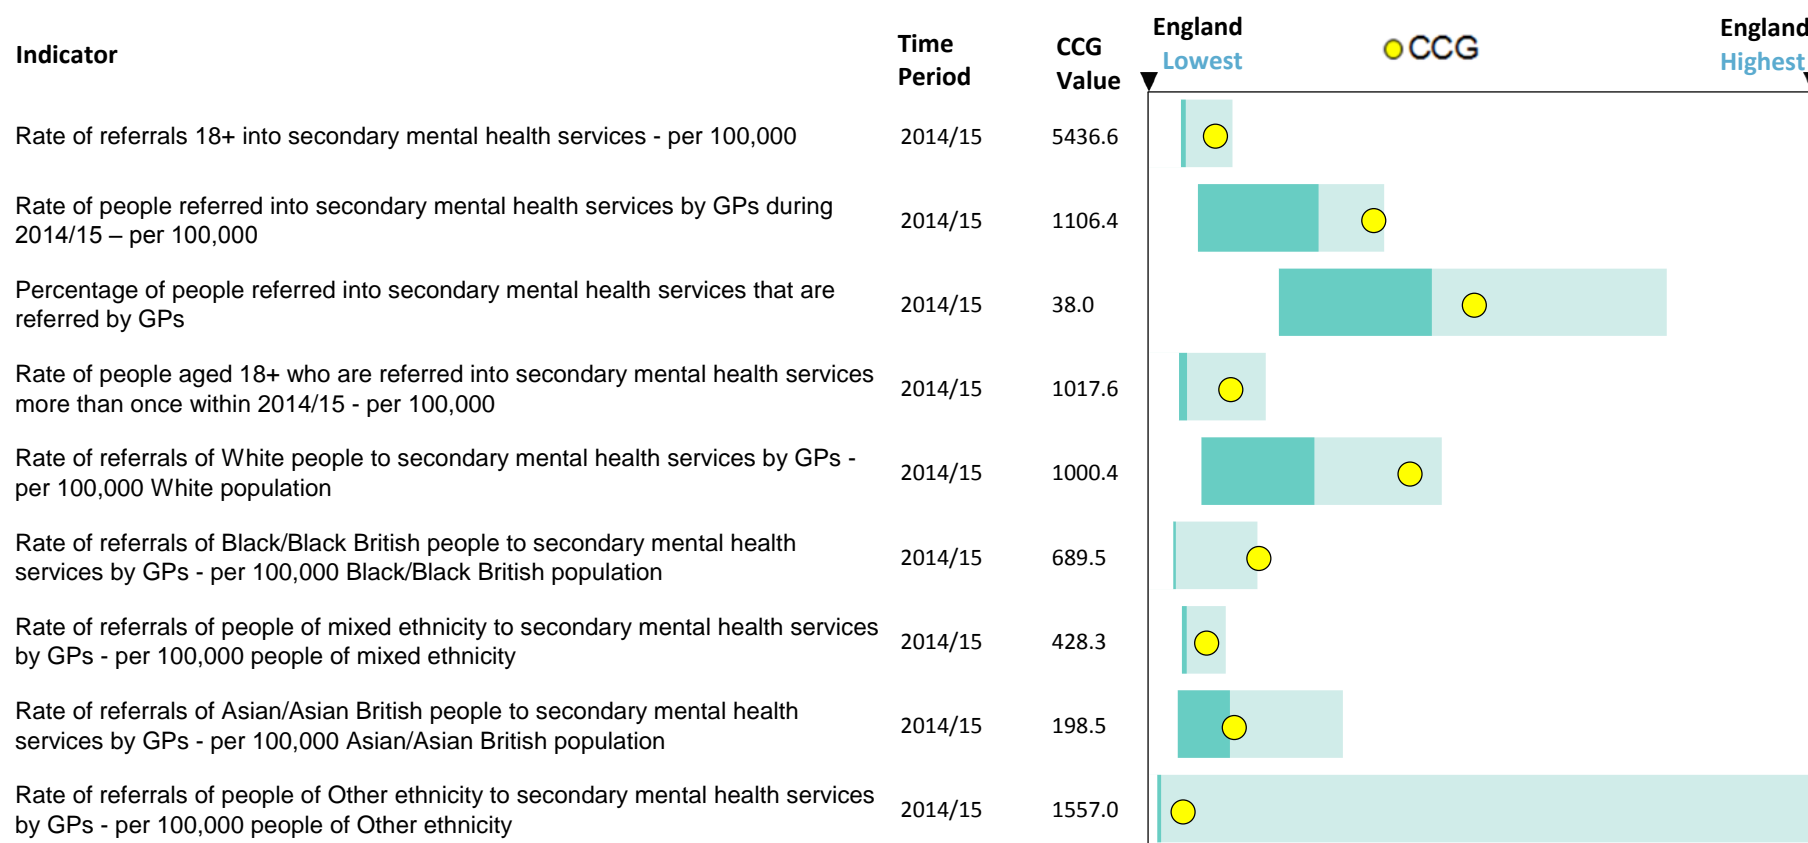 Indicator
Time
Period
CCG
Value
England
Lowest
CCG
England
Highest
Rate of referrals 18+ into secondary mental health services - per 100,000
2014/15
5436.6
Rate of people referred into secondary mental health services by GPs during
2014/15 – per 100,000
2014/15
1106.4
Percentage of people referred into secondary mental health services that are
referred by GPs
2014/15
38.0
Rate of people aged 18+ who are referred into secondary mental health services
more than once within 2014/15 - per 100,000
2014/15
1017.6
Rate of referrals of White people to secondary mental health services by GPs -
per 100,000 White population
2014/15
1000.4
Rate of referrals of Black/Black British people to secondary mental health
services by GPs - per 100,000 Black/Black British population
2014/15
689.5
Rate of referrals of people of mixed ethnicity to secondary mental health services
by GPs - per 100,000 people of mixed ethnicity
2014/15
428.3
Rate of referrals of Asian/Asian British people to secondary mental health
services by GPs - per 100,000 Asian/Asian British population
2014/15
198.5
Rate of referrals of people of Other ethnicity to secondary mental health services
by GPs - per 100,000 people of Other ethnicity
2014/15
1557.0